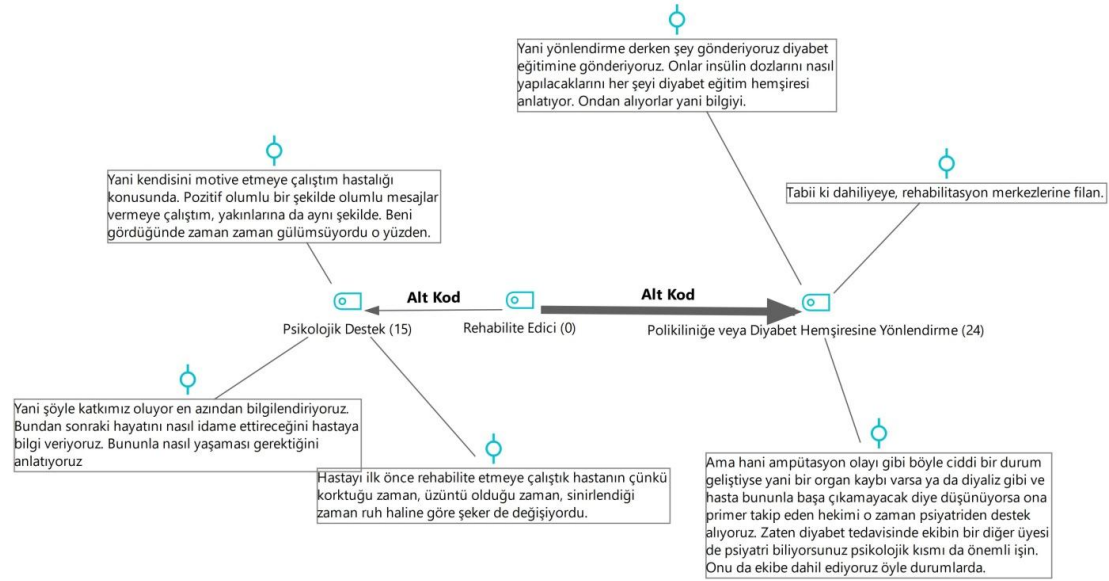 Yani yönlendirme derken şey gönderiyoruz diyabet
eğitimine gönderiyoruz. Onlar insülin dozlarını nasıl
yapılacaklarını her şeyi diyabet eğitim hemşiresi
anlatıyor. Ondan alıyorlar yani bilgiyi.
Yani kendisini motive etmeye çalıştım hastalığı
konusunda. Pozitif olumlu bir şekilde olumlu mesajlar
vermeye çalıştım, yakınlarına da aynı şekilde. Beni
gördüğünde zaman zaman gülümsüyordu o yüzden.
Tabii ki dahiliyeye, rehabilitasyon merkezlerine filan.
Alt Kod
Alt Kod
Psikolojik Destek (15)
Rehabilite Edici (0)
Polikiliniğe veya Diyabet Hemşiresine Yönlendirme (24)
Yani şöyle katkımız oluyor en azından bilgilendiriyoruz.
Bundan sonraki hayatını nasıl idame ettireceğini hastaya
bilgi veriyoruz. Bununla nasıl yaşaması gerektiğini
anlatıyoruz
Hastayı ilk önce rehabilite etmeye çalıştık hastanın çünkü
korktuğu zaman, üzüntü olduğu zaman, sinirlendiği
zaman ruh haline göre şeker de değişiyordu.
Ama hani ampütasyon olayı gibi böyle ciddi bir durum
geliştiyse yani bir organ kaybı varsa ya da diyaliz gibi ve
hasta bununla başa çıkamayacak diye düşünüyorsa ona
primer takip eden hekimi o zaman psiyatriden destek
alıyoruz. Zaten diyabet tedavisinde ekibin bir diğer üyesi
de psiyatri biliyorsunuz psikolojik kısmı da önemli işin.
Onu da ekibe dahil ediyoruz öyle durumlarda.